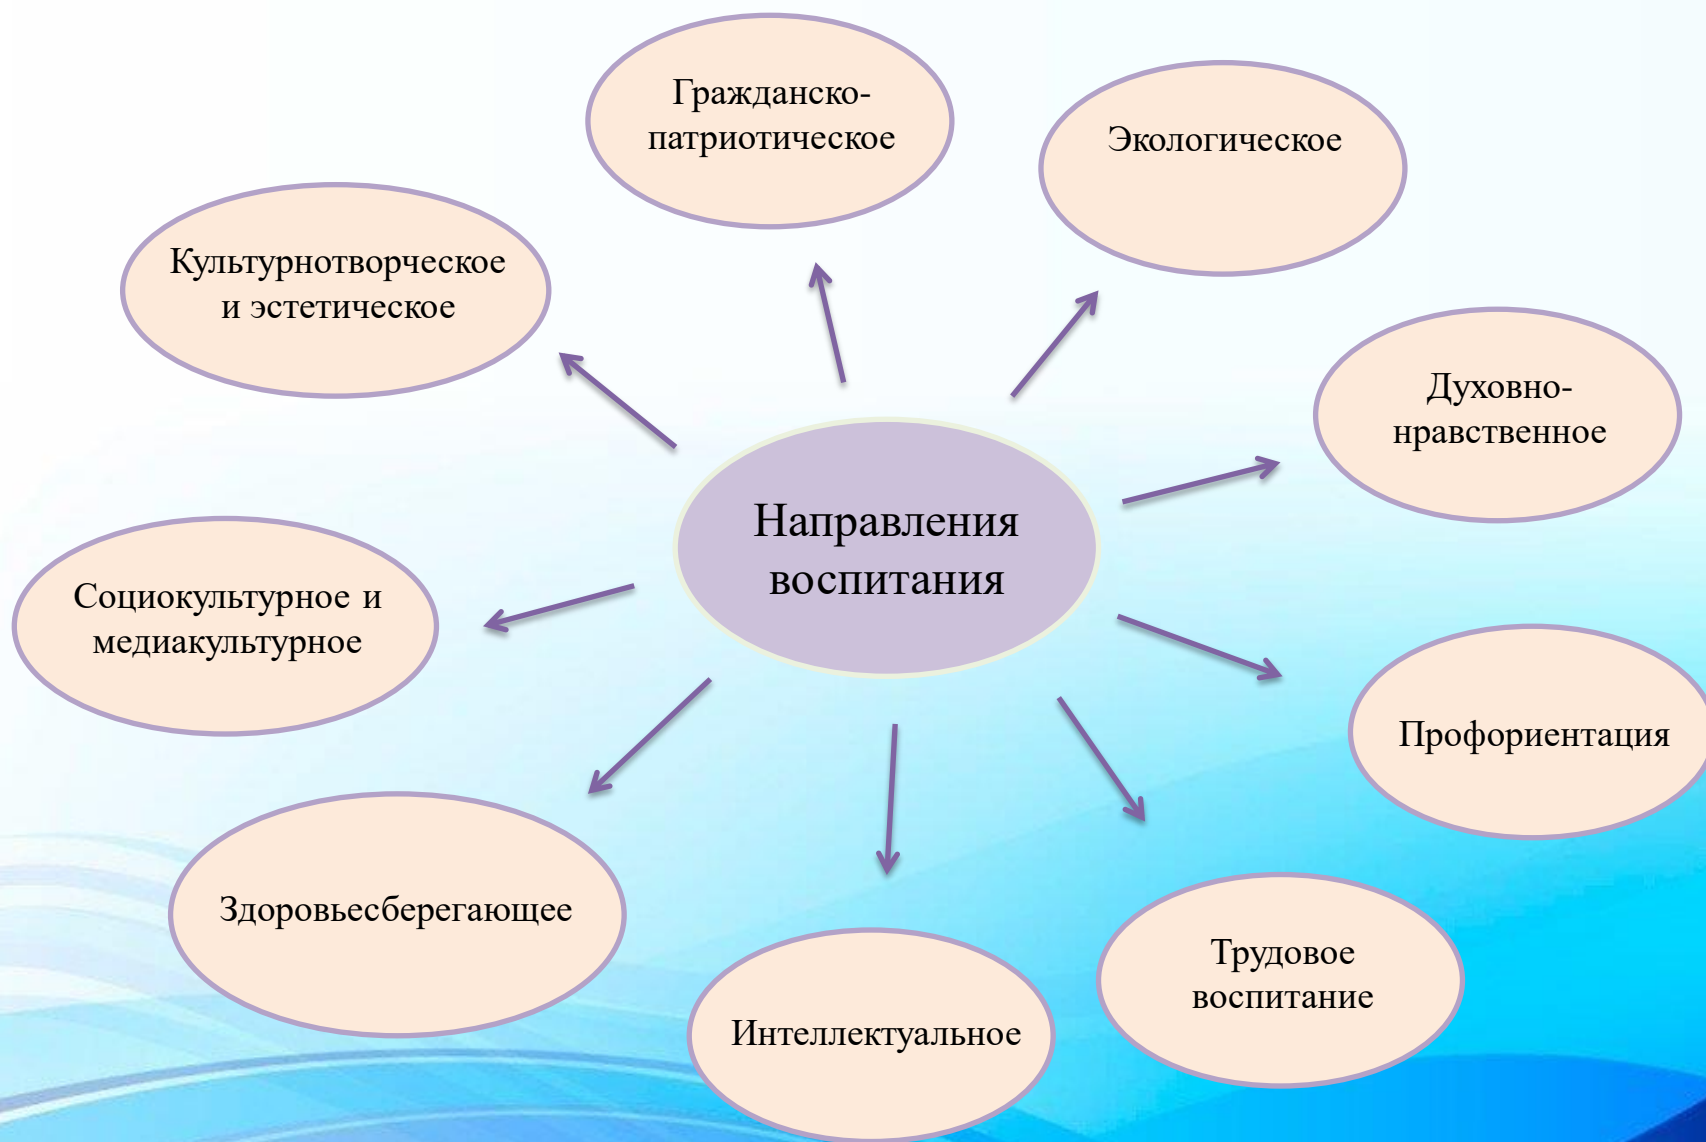 Гражданско-
патриотическое
Экологическое
Культурнотворческое
и эстетическое
Духовно-
нравственное
Направления
воспитания
Социокультурное и
медиакультурное
Профориентация
Здоровьесберегающее
Трудовое
воспитание
Интеллектуальное